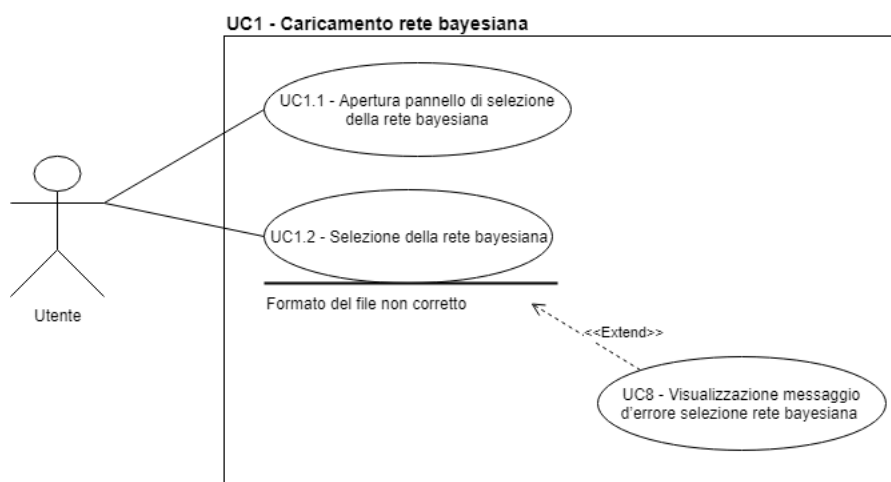 UC1 - Caricamento rete bayesiana
UC1.1 - Apertura pannello di selezione
della rete bayesiana
UC1.2 - Selezione della rete bayesiana
Formato del file non corretto
Utente
<<Extend>>
UC8 - Visualizzazione messaggio
d'errore selezione rete bayesiana